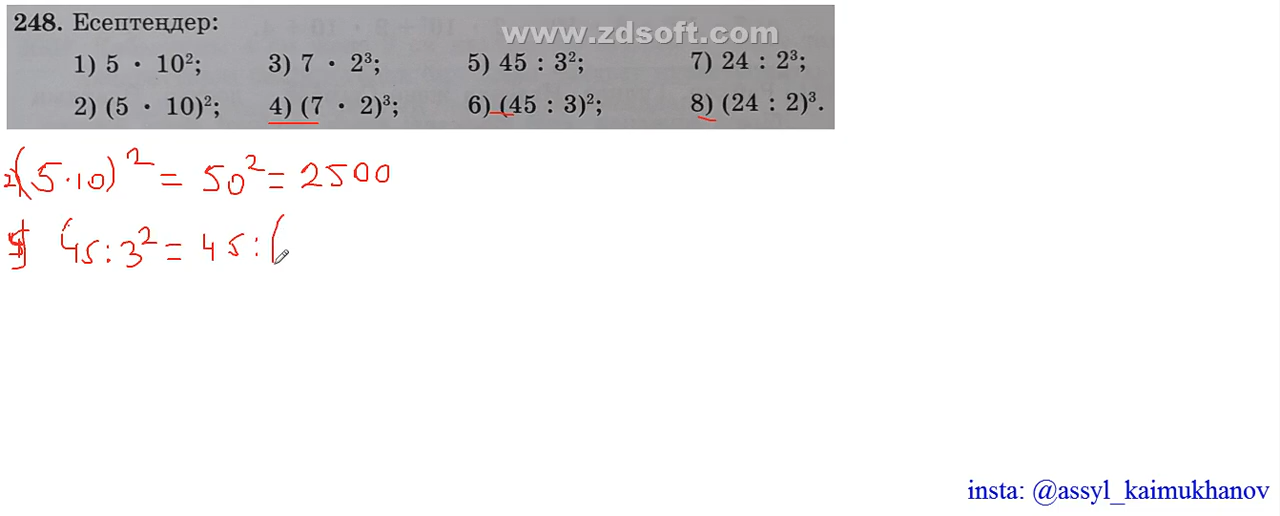 248. Есептеңдер:
www.zdsoft.com
1) 5 · 10²; 3) 7 · 2³; 5) 45 : 3²; 7) 24 : 2³;
2) (5 · 10)²; 4) (7 · 2)³; 6) (45 : 3)²; 8) (24 : 2)³.
2) (5·10)² = 50² = 2500
45:3² = 45:(
insta: @assyl_kaimukhanov